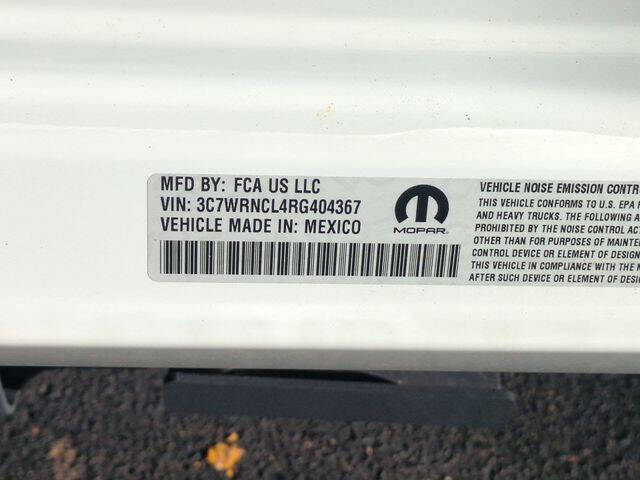 MFD BY: FCA US LLC
VIN: 3C7WRNCL4RG404367
VEHICLE MADE IN: MEXICO
MOPAR
VEHICLE NOISE EMISSION CONTR
THIS VEHICLE CONFORMS TO U.S. EPA R
AND HEAVY TRUCKS. THE FOLLOWING A
PROHIBITED BY THE NOISE CONTROL ACT
OTHER THAN FOR PURPOSES OF MAINTE
CONTROL DEVICE OR ELEMENT OF DESIGN
THIS VEHICLE IN COMPLIANCE WITH THE N
AFTER SUCH DEVICE OR ELEMENT OF DESIG